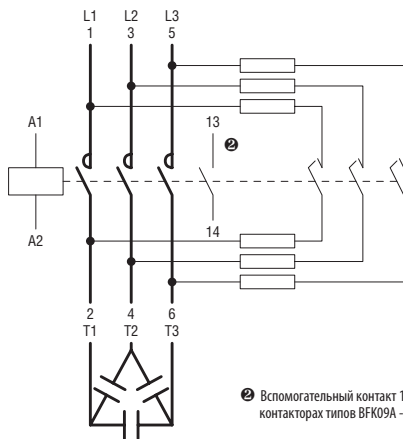 L1 L2 L3
1 3 5
A1
13
❷
A2
14
2 4 6
T1 T2 T3
❷ Вспомогательный контакт 1
контакторах типов BFK09A -